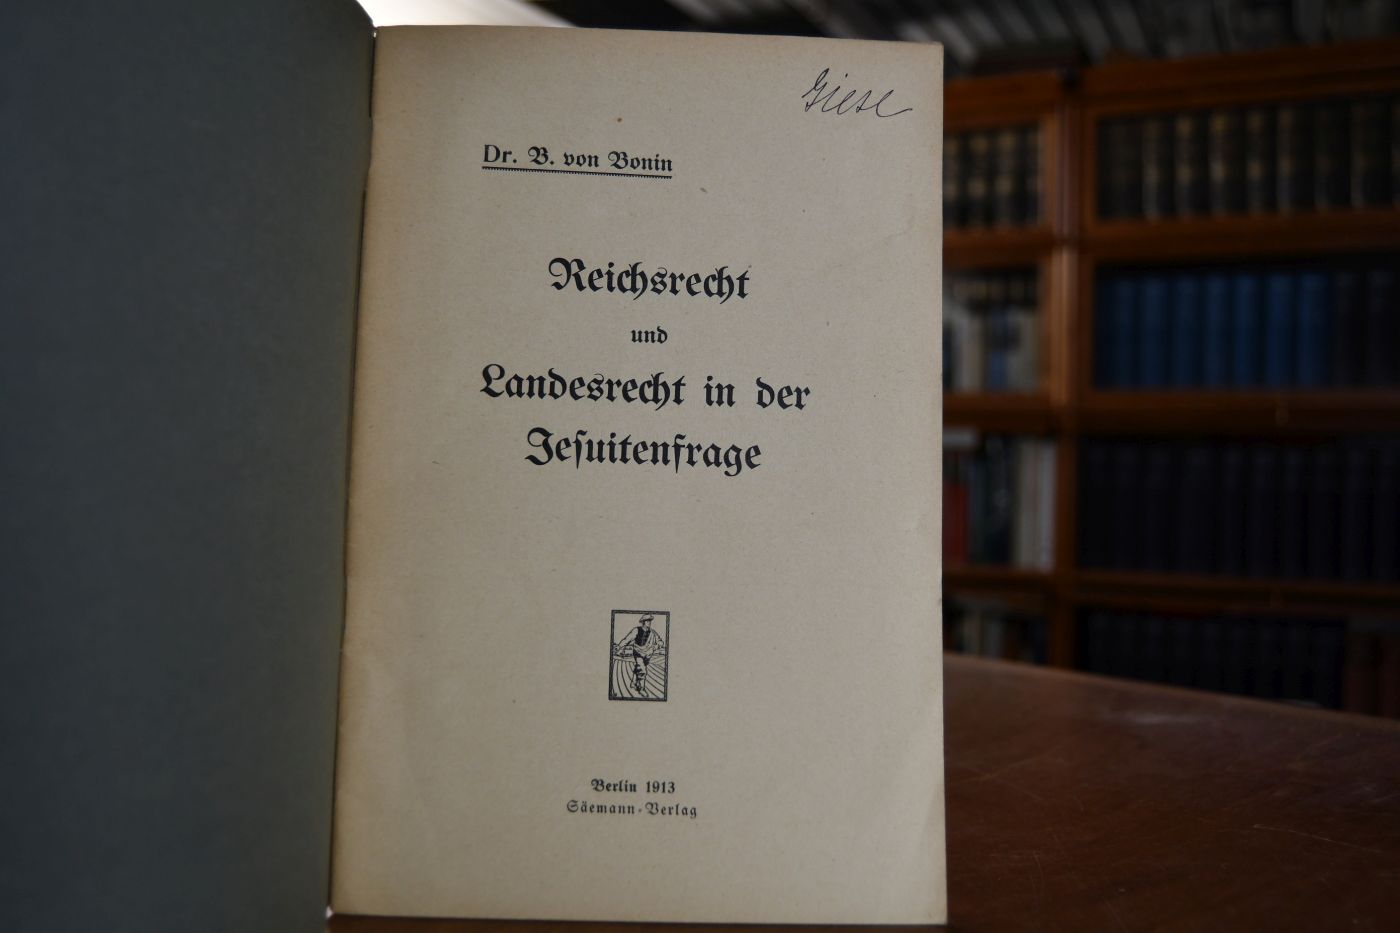 Giese
Dr. B. von Bonin
Reichsrecht
und
Landesrecht in der
Jeſuitenfrage
Berlin 1913
Säemann-Verlag